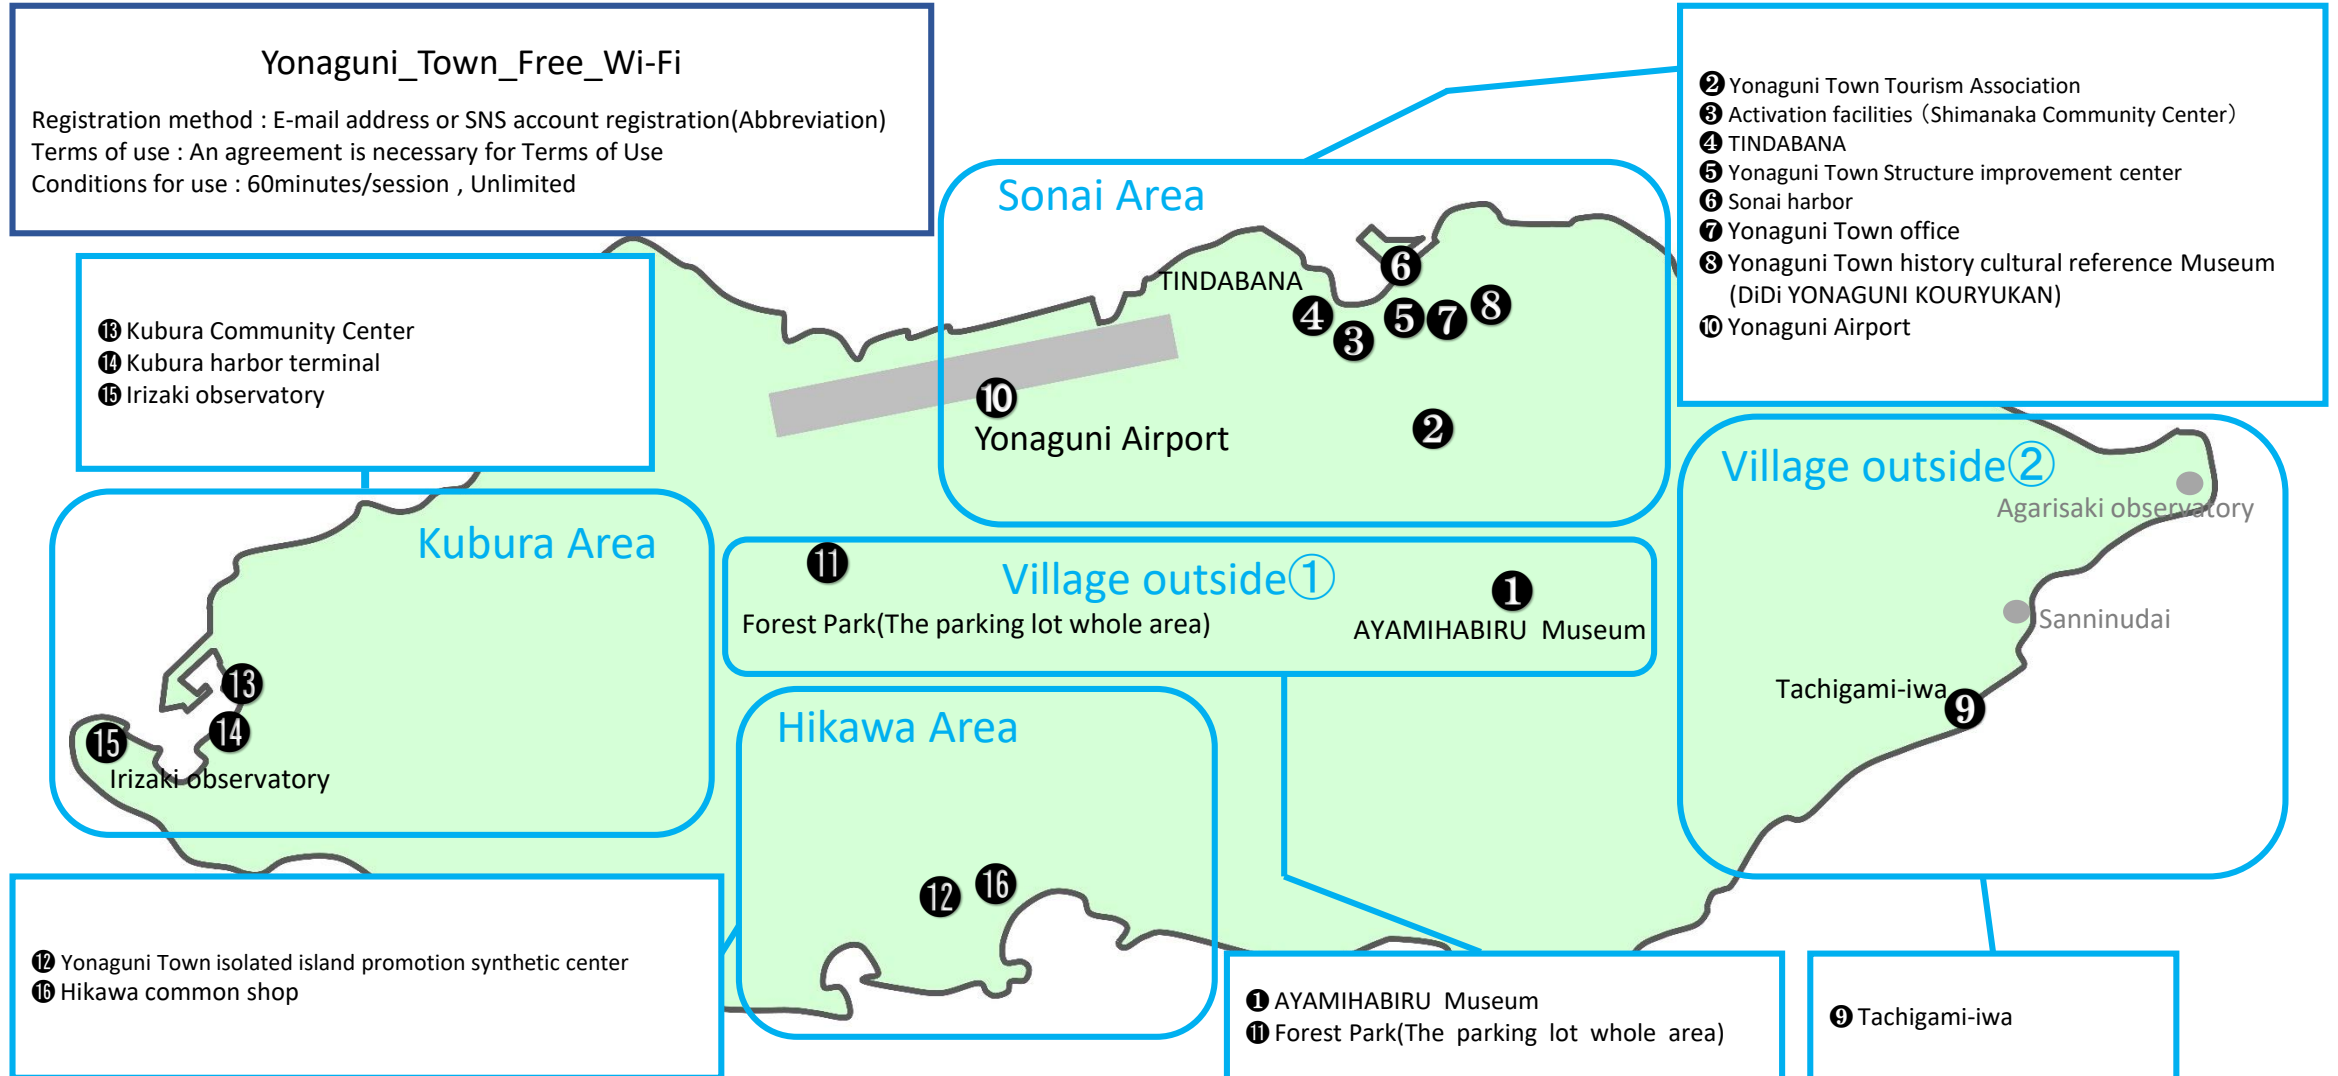 Yonaguni_Town_Free_Wi-Fi
Registration method : E-mail address or SNS account registration(Abbreviation)
Terms of use : An agreement is necessary for Terms of Use
Conditions for use : 60minutes/session , Unlimited
❷ Yonaguni Town Tourism Association
❸ Activation facilities（Shimanaka Community Center）
❹ TINDABANA
❺ Yonaguni Town Structure improvement center
❻ Sonai harbor
❼ Yonaguni Town office
❽ Yonaguni Town history cultural reference Museum
(DiDi YONAGUNI KOURYUKAN)
❿ Yonaguni Airport
Sonai Area
TINDABANA
❻
❹
❸
❺
❼
❽
❿
Yonaguni Airport
❷
⓭ Kubura Community Center
⓮ Kubura harbor terminal
⓯ Irizaki observatory
Kubura Area
⓭
⓮
⓯
Irizaki observatory
Village outside①
⓫
Forest Park(The parking lot whole area)
❶
AYAMIHABIRU Museum
Village outside②
Agarisaki observatory
Sanninudai
Tachigami-iwa
❾
Hikawa Area
⓬
⓰
⓬ Yonaguni Town isolated island promotion synthetic center
⓰ Hikawa common shop
❶ AYAMIHABIRU Museum
⓫ Forest Park(The parking lot whole area)
❾ Tachigami-iwa